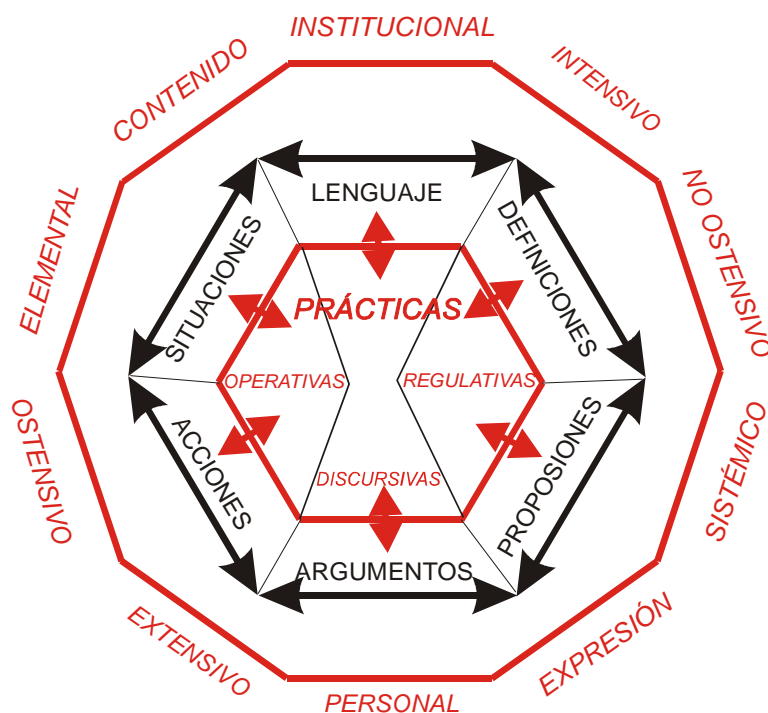 INSTITUCIONAL
CONTENIDO
INTENSIVO
ELEMENTAL
NO OSTENSIVO
LENGUAJE
SITUACIONES
DEFINICIONES
PRÁCTICAS
OPERATIVAS
REGULATIVAS
OSTENSIVO
SISTÉMICO
ACCIONES
PROPOSIONES
DISCURSIVAS
ARGUMENTOS
EXTENSIVO
EXPRESIÓN
PERSONAL